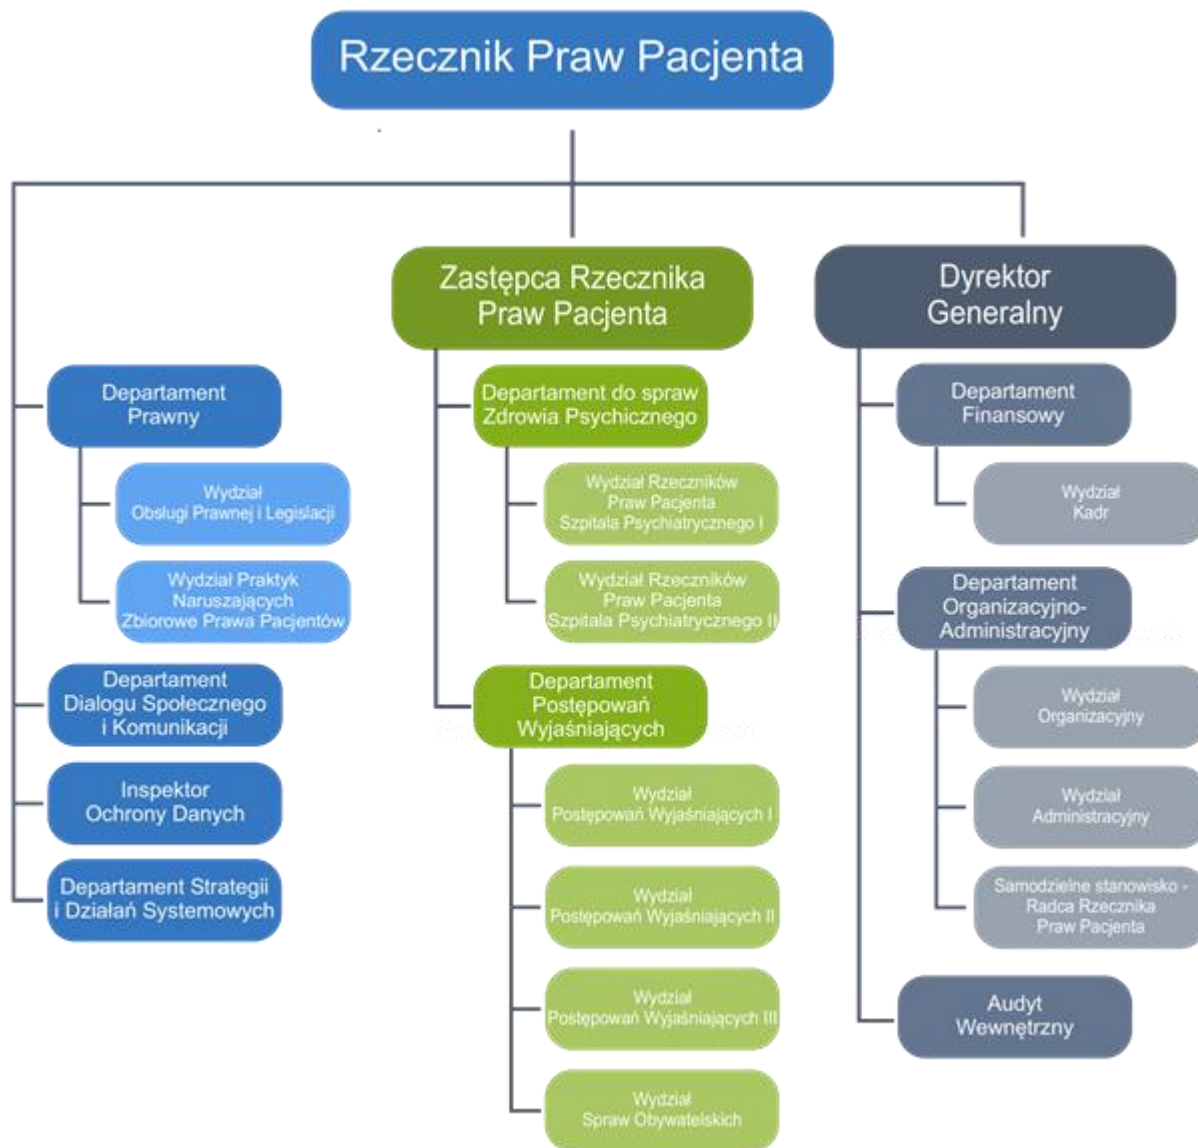 Rzecznik Praw Pacjenta
Departament
Prawny
Wydział
Obsługi Prawnej i Legislacji
Wydział Praktyk
Naruszających
Zbiorowe Prawa Pacjentów
Departament
Dialogu Społecznego
i Komunikacji
Inspektor
Ochrony Danych
Departament Strategii
i Działań Systemowych
Zastępca Rzecznika
Praw Pacjenta
Departament do spraw
Zdrowia Psychicznego
Wydział Rzeczników
Praw Pacjenta
Szpitala Psychiatrycznego I
Wydział Rzeczników
Praw Pacjenta
Szpitala Psychiatrycznego II
Departament
Postępowań
Wyjaśniających
Wydział
Postępowań Wyjaśniających I
Wydział
Postępowań Wyjaśniających II
Wydział
Postępowań Wyjaśniających III
Wydział
Spraw Obywatelskich
Dyrektor
Generalny
Departament
Finansowy
Wydział
Kadr
Departament
Organizacyjno-
Administracyjny
Wydział
Organizacyjny
Wydział
Administracyjny
Samodzielne stanowisko -
Radca Rzecznika
Praw Pacjenta
Audyt
Wewnętrzny